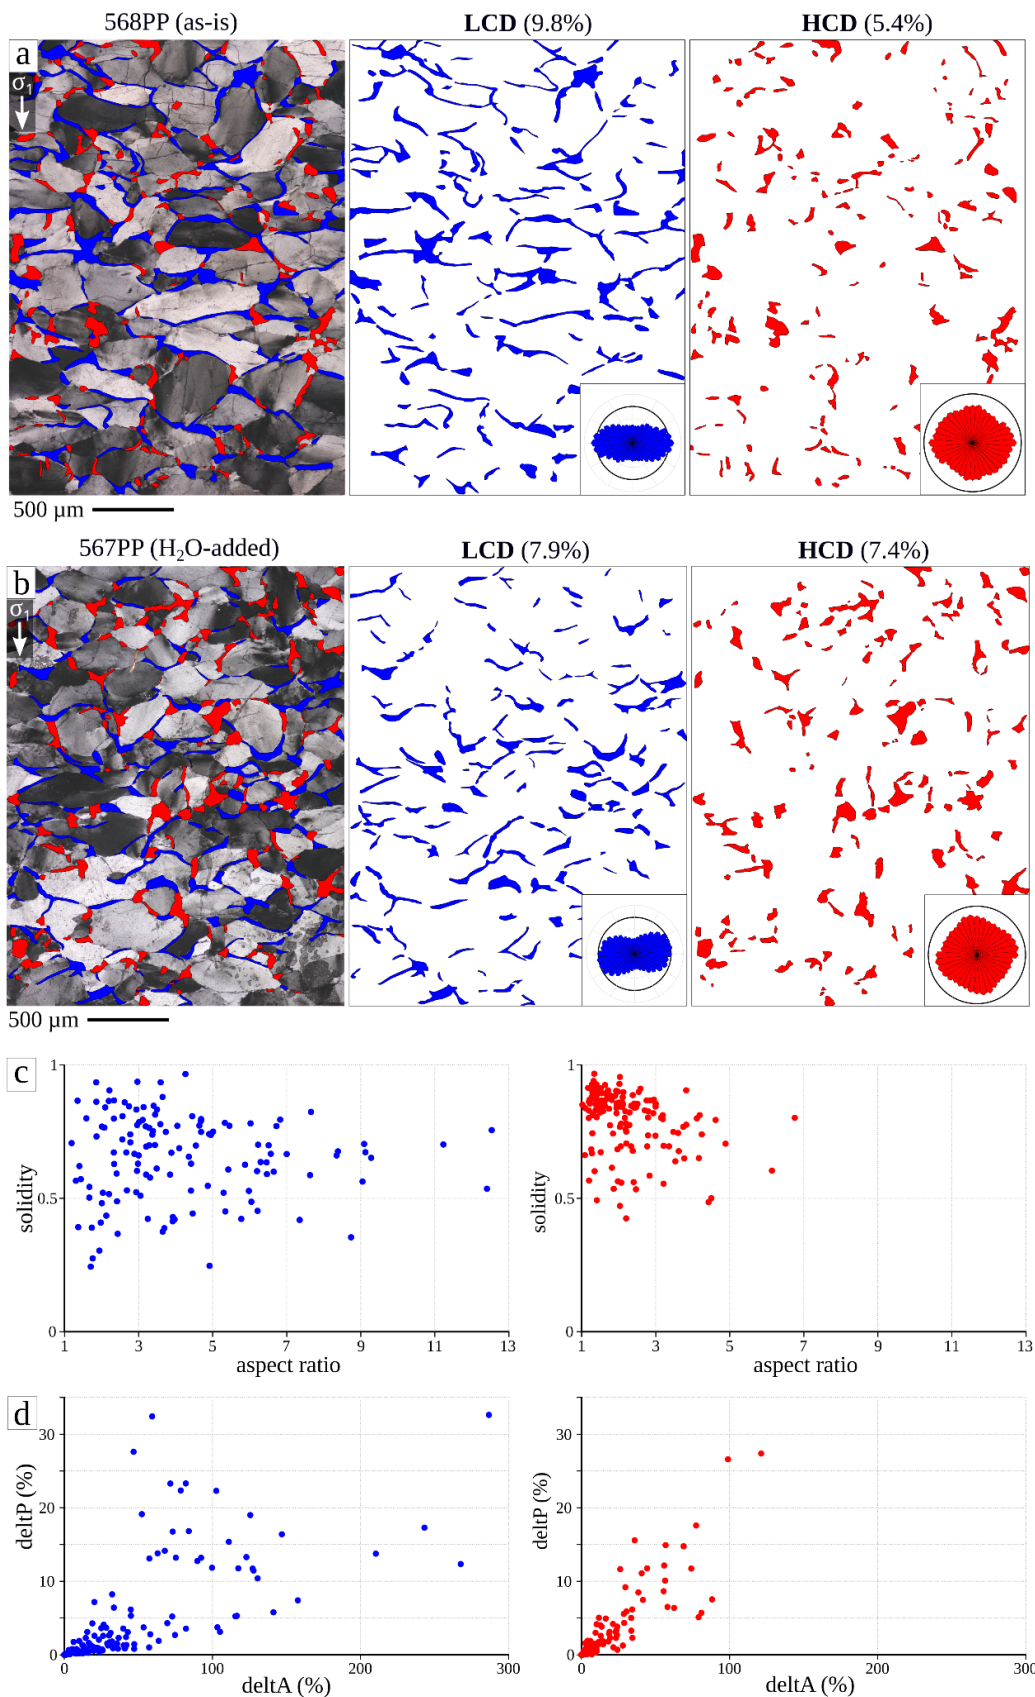 568PP (as-is) LCD (9.8%) HCD (5.4%)
a
σ1
500 µm
567PP (H₂O-added) LCD (7.9%) HCD (7.4%)
b
σ1
500 µm
c
1 1
solidity solidity
0.5 0.5
0 0
1 3 5 7 9 11 13 1 3 5 7 9 11 13
aspect ratio aspect ratio
d
30 30
deltP (%) deltP (%)
20 20
10 10
0 0
0 100 200 300 0 100 200 300
deltA (%) deltA (%)